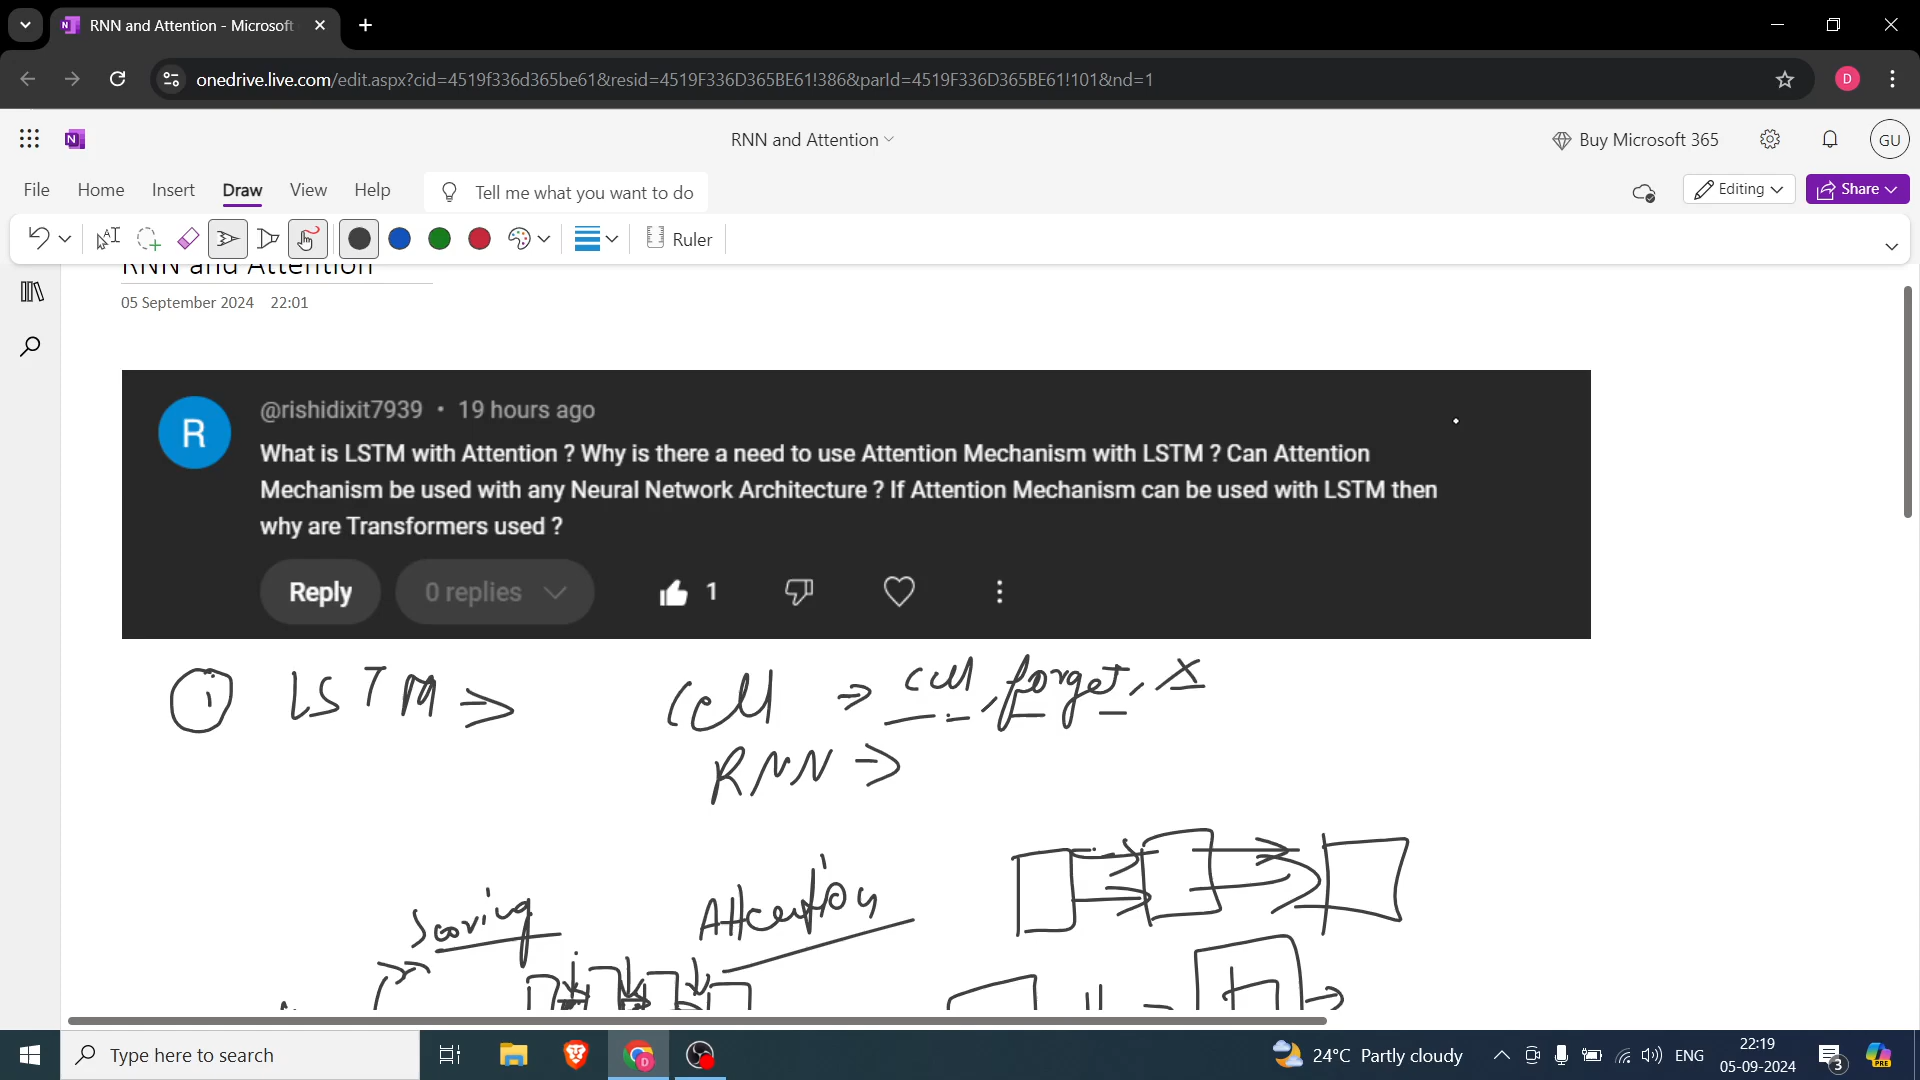 RNN and Attention - Microsoft
onedrive.live.com/edit.aspx?cid=4519f336d365be61&resid=4519F336D365BE61!386&parId=4519F336D365BE61!101&nd=1
D
N
RNN and Attention
Buy Microsoft 365
GU
File Home Insert Draw View Help
Tell me what you want to do
Editing
Share
Ruler
RNN and Attention
05 September 2024 22:01
R
@rishidixit7939 • 19 hours ago
What is LSTM with Attention ? Why is there a need to use Attention Mechanism with LSTM ? Can Attention
Mechanism be used with any Neural Network Architecture ? If Attention Mechanism can be used with LSTM then
why are Transformers used ?
Reply
0 replies
1
① LSTM ⇒ Cell ⇒ cell, forget, x
RNN ⇒
Scoring
Attention
Type here to search
24°C Partly cloudy
ENG
22:19
05-09-2024
3
PRE